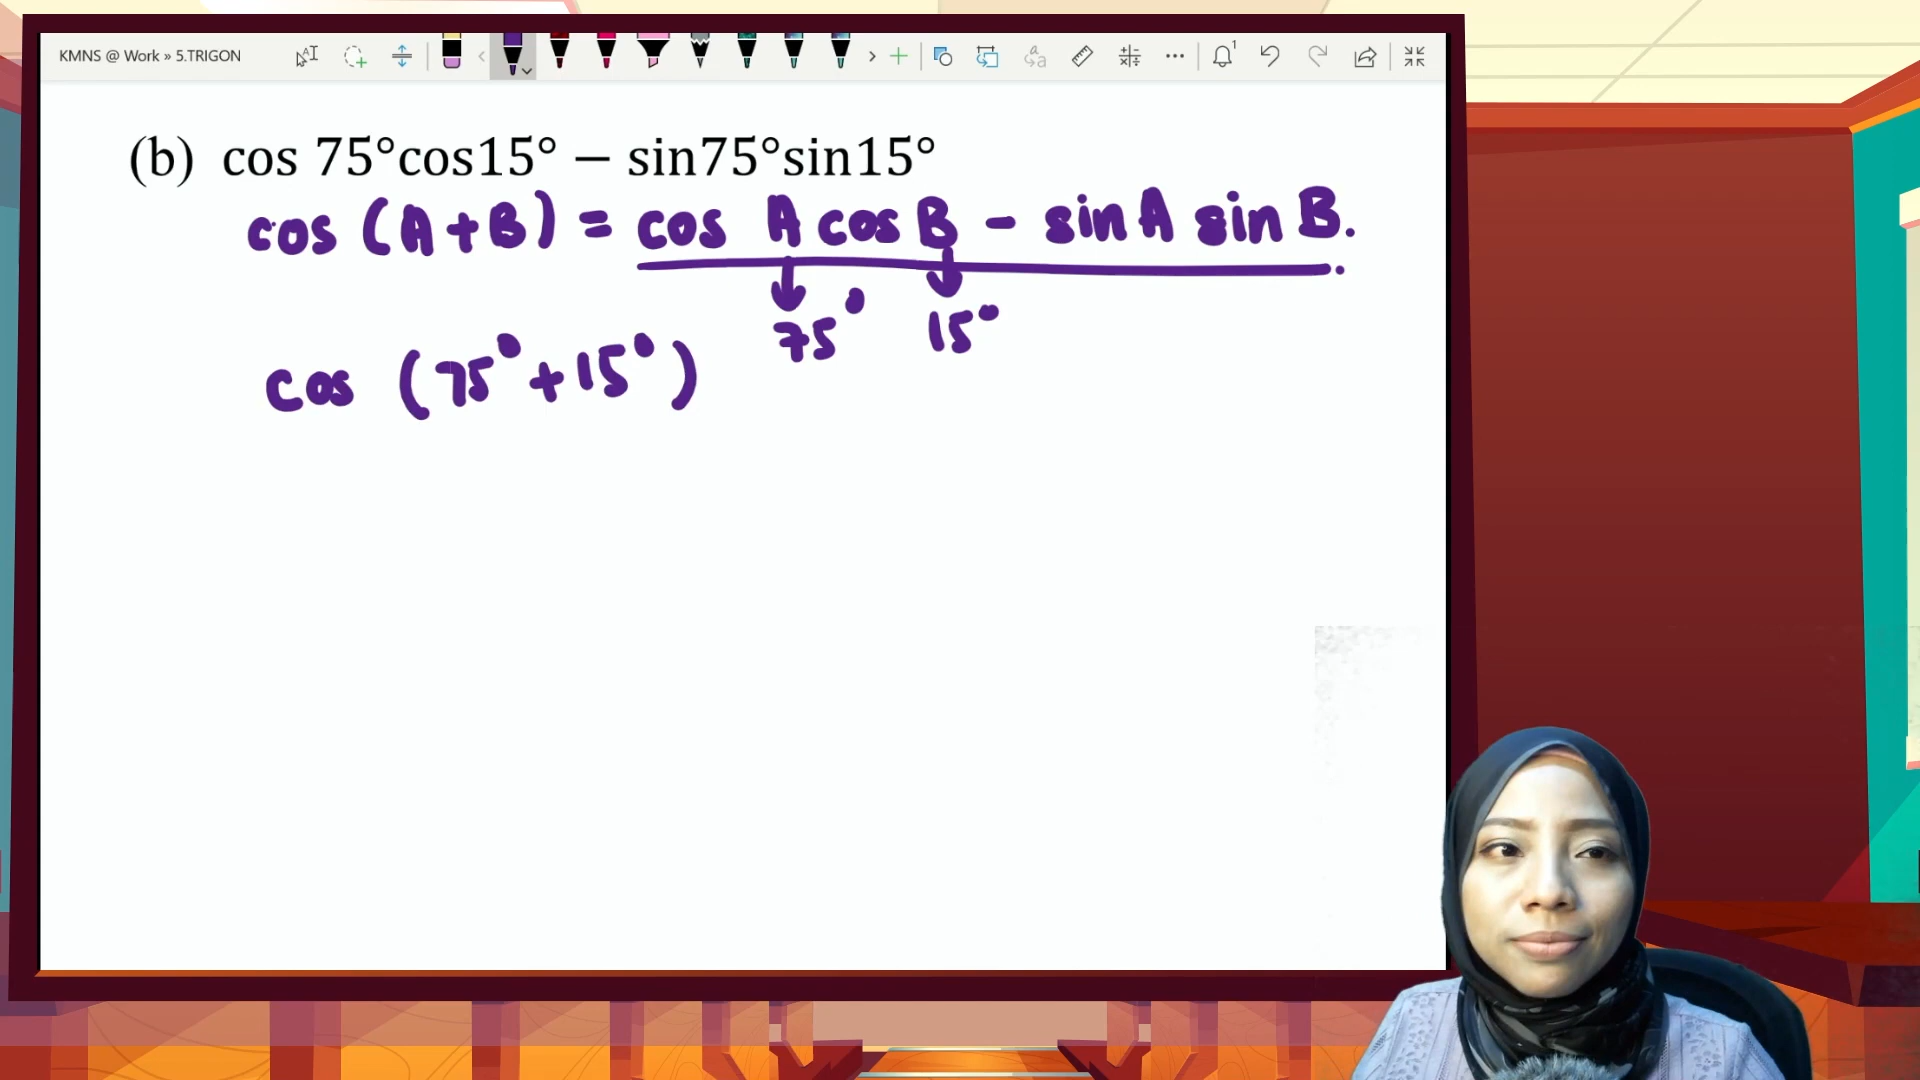 KMNS @ Work » 5.TRIGON
(b) cos 75°cos15° − sin75°sin15°
cos (A+B) = cos A cos B - sin A sin B.
75° 15°
cos (75°+15°)